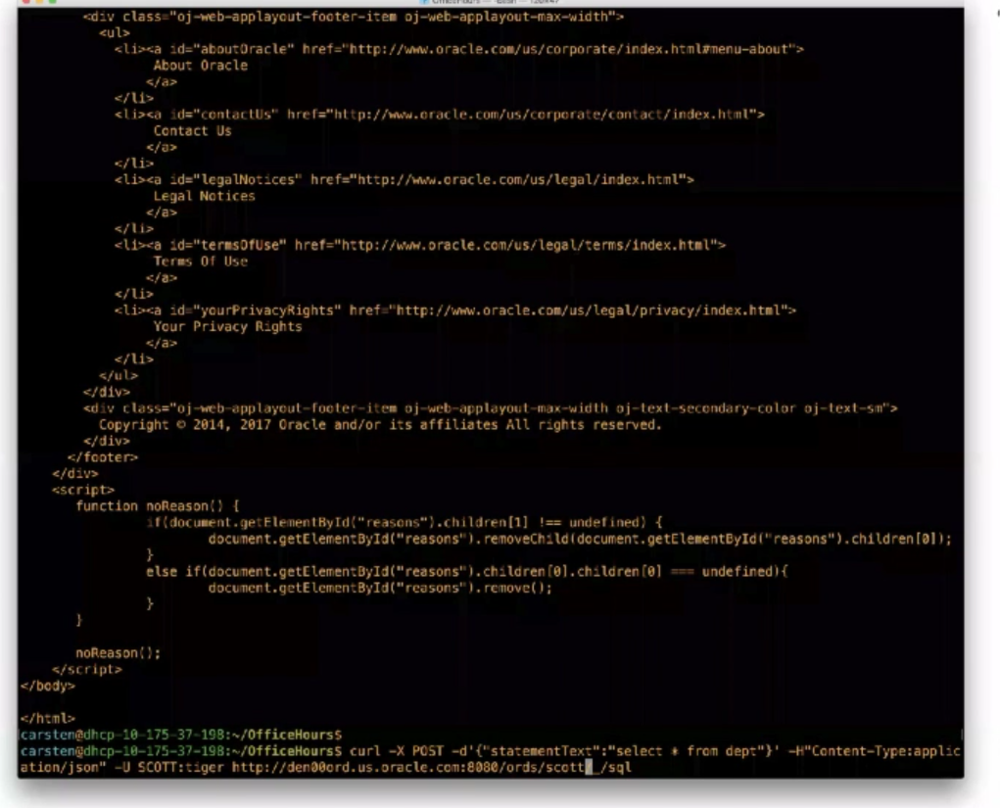 <div class="oj-web-applayout-footer-item oj-web-applayout-max-width">
<ul>
<li><a id="aboutOracle" href="http://www.oracle.com/us/corporate/index.html#menu-about">
About Oracle
</a>
</li>
<li><a id="contactUs" href="http://www.oracle.com/us/corporate/contact/index.html">
Contact Us
</a>
</li>
<li><a id="legalNotices" href="http://www.oracle.com/us/legal/index.html">
Legal Notices
</a>
</li>
<li><a id="termsOfUse" href="http://www.oracle.com/us/legal/terms/index.html">
Terms Of Use
</a>
</li>
<li><a id="yourPrivacyRights" href="http://www.oracle.com/us/legal/privacy/index.html">
Your Privacy Rights
</a>
</li>
</ul>
</div>
<div class="oj-web-applayout-footer-item oj-web-applayout-max-width oj-text-secondary-color oj-text-sm">
Copyright © 2014, 2017 Oracle and/or its affiliates All rights reserved.
</div>
</footer>
</div>
<script>
function noReason() {
if(document.getElementById("reasons").children[1] !== undefined) {
document.getElementById("reasons").removeChild(document.getElementById("reasons").children[0]);
}
else if(document.getElementById("reasons").children[0].children[0] === undefined){
document.getElementById("reasons").remove();
}
}
noReason();
</script>
</body>
</html>
carsten@dhcp-10-175-37-198:~/OfficeHours$
carsten@dhcp-10-175-37-198:~/OfficeHours$ curl -X POST -d'{"statementText":"select * from dept"}' -H"Content-Type:applic
ation/json" -U SCOTT:tiger http://den00ord.us.oracle.com:8080/ords/scott/_/sql